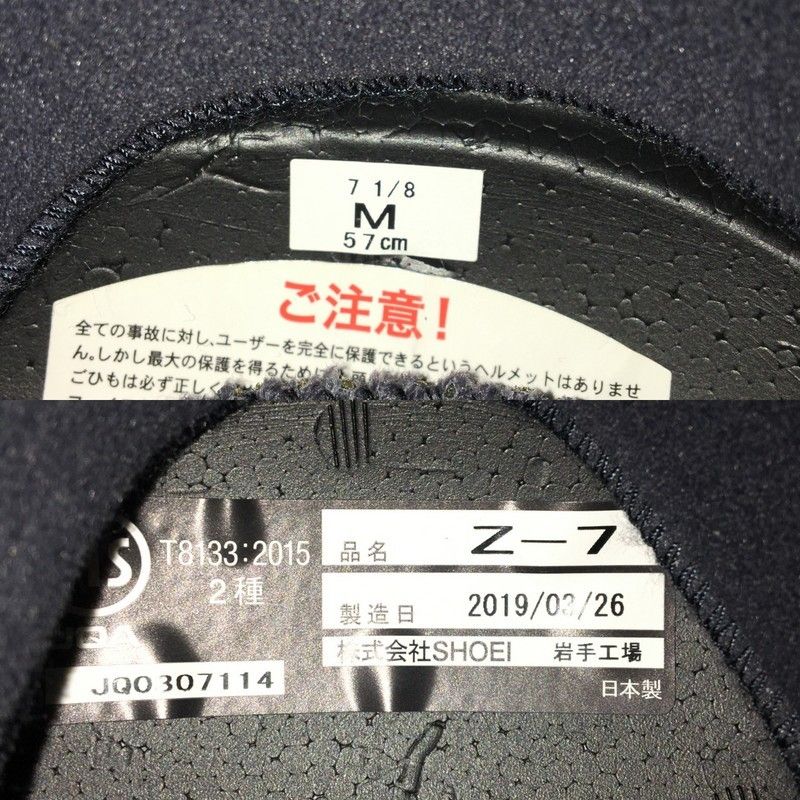 7 1/8
M
57cm
ご注意！
全ての事故に対し、ユーザーを完全に保護できるというヘルメットはありませ
ん。しかし最大の保護を得るために
ごひもは必ず正しく
T8133:2015
2種
JQ0307114
品名 Z-7
製造日 2019/03/26
株式会社SHOEI 岩手工場
日本製